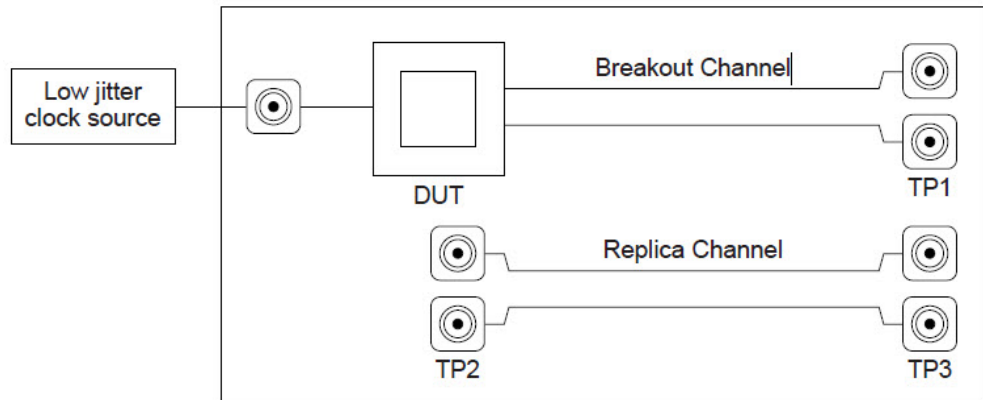 Low jitter
clock source
Breakout Channel
DUT
TP1
Replica Channel
TP2
TP3